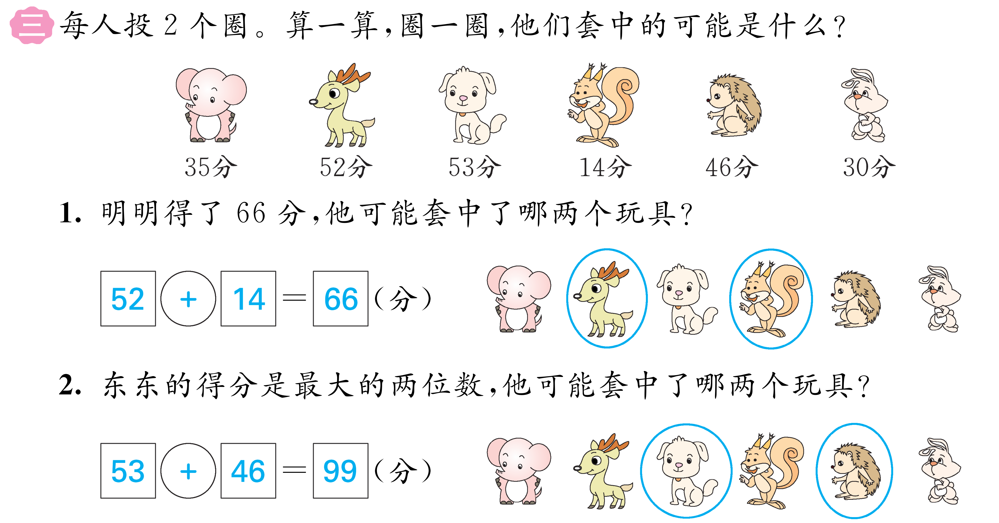 三 每人投 2 个圈。算一算,圈一圈,他们套中的可能是什么?
35分 52分 53分 14分 46分 30分
1. 明明得了 66 分,他可能套中了哪两个玩具?
52 + 14 = 66 (分)
2. 东东的得分是最大的两位数,他可能套中了哪两个玩具?
53 + 46 = 99 (分)